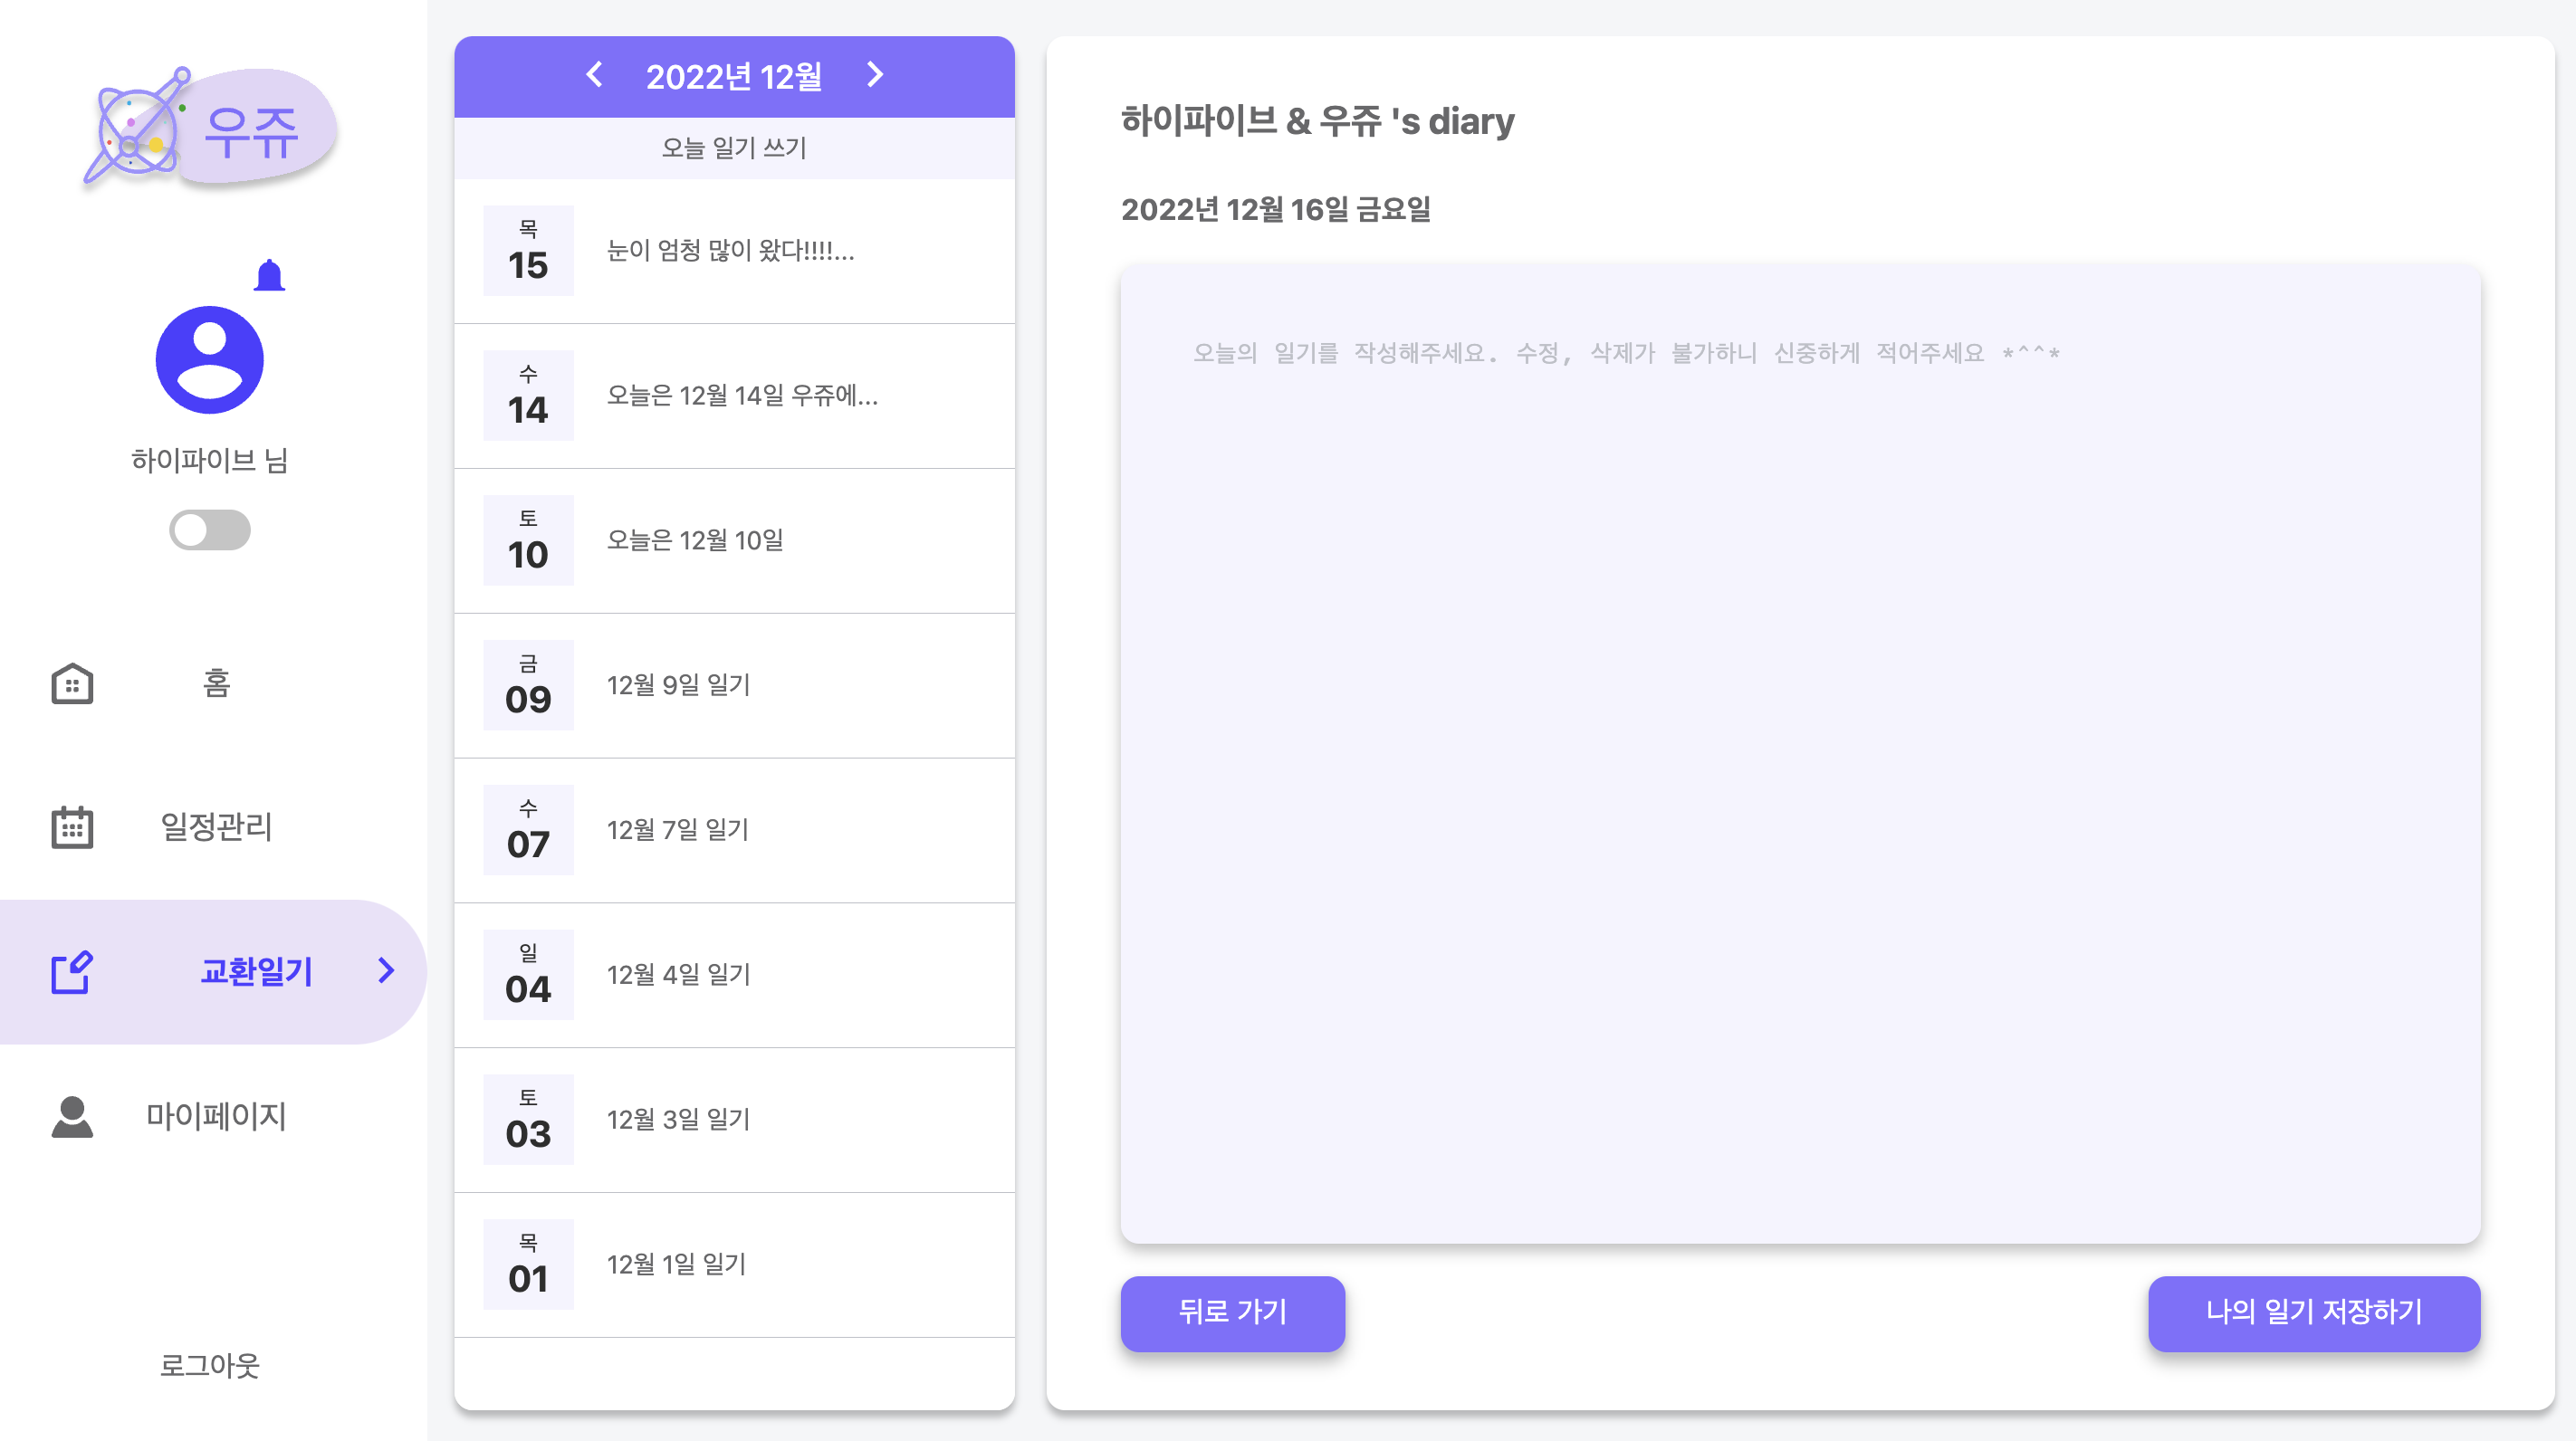 우쥬
하이파이브 님
홈
일정관리
교환일기
마이페이지
로그아웃
2022년 12월
오늘 일기 쓰기
목
15
눈이 엄청 많이 왔다!!!!...
수
14
오늘은 12월 14일 우쥬에...
토
10
오늘은 12월 10일
금
09
12월 9일 일기
수
07
12월 7일 일기
일
04
12월 4일 일기
토
03
12월 3일 일기
목
01
12월 1일 일기
하이파이브 & 우쥬 's diary
2022년 12월 16일 금요일
오늘의 일기를 작성해주세요. 수정, 삭제가 불가하니 신중하게 적어주세요 *^^*
뒤로 가기
나의 일기 저장하기